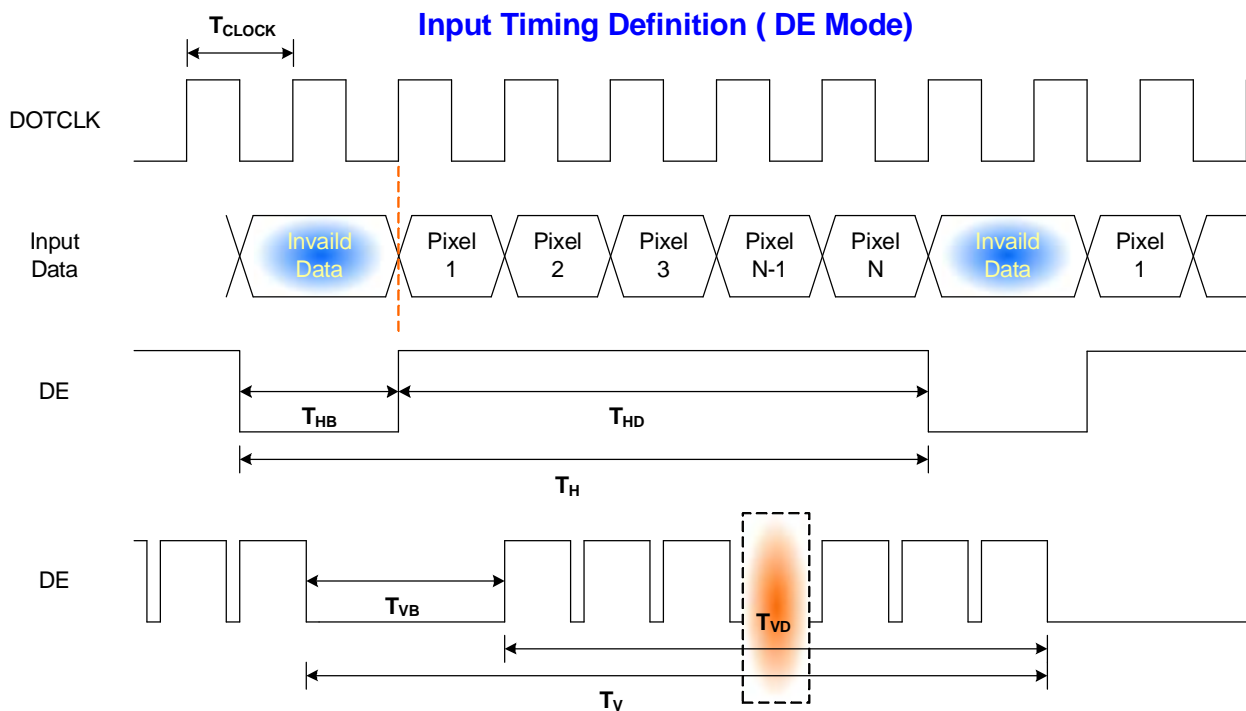 Input Timing Definition ( DE Mode)
TCLOCK
DOTCLK
Input
Data
Invaild
Data
Pixel
1
Pixel
2
Pixel
3
Pixel
N-1
Pixel
N
Invaild
Data
Pixel
1
DE
THB
THD
TH
DE
TVB
TVD
TV